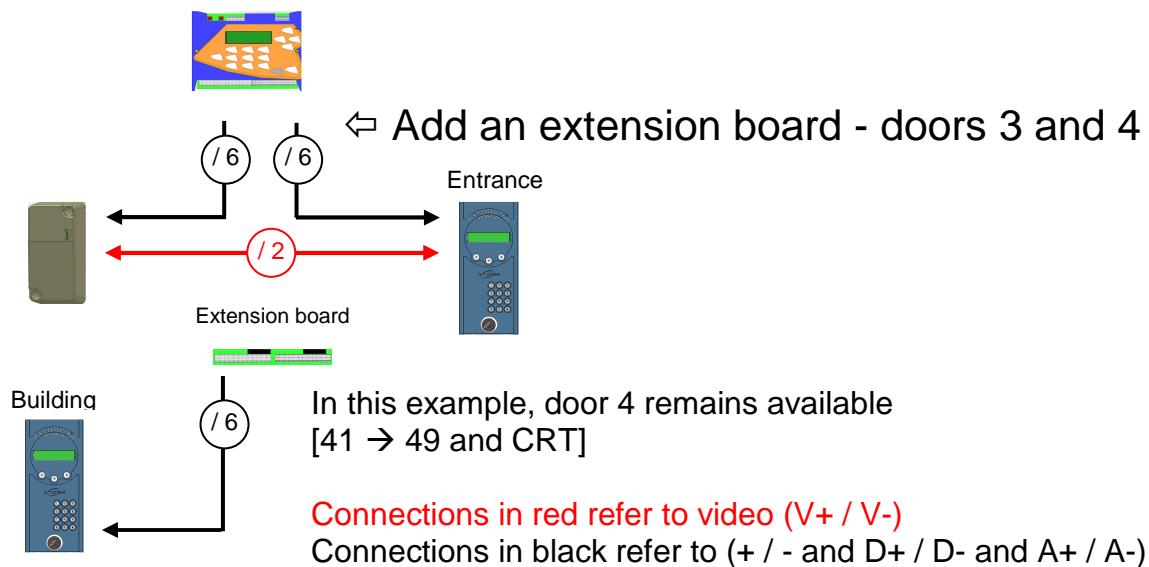 ⇦ Add an extension board - doors 3 and 4
/ 6
/ 6
Entrance
/ 2
Extension board
Building
/ 6
In this example, door 4 remains available
[41 → 49 and CRT]
Connections in red refer to video (V+ / V-)
Connections in black refer to (+ / - and D+ / D- and A+ / A-)